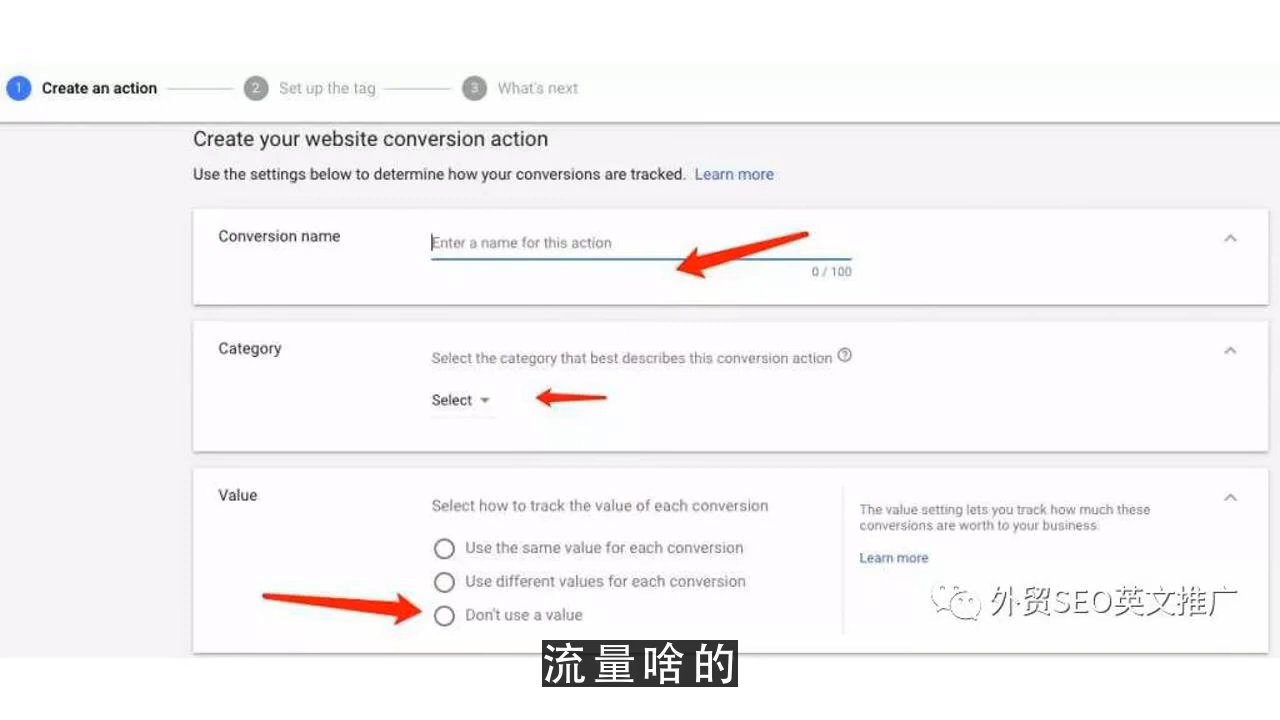 1 Create an action 2 Set up the tag 3 What's next
Create your website conversion action
Use the settings below to determine how your conversions are tracked. Learn more
Conversion name
Enter a name for this action
0 / 100
Category
Select the category that best describes this conversion action ?
Select
Value
Select how to track the value of each conversion
Use the same value for each conversion
Use different values for each conversion
Don't use a value
The value setting lets you track how much these
conversions are worth to your business.
Learn more
外贸SEO英文推广
流量啥的